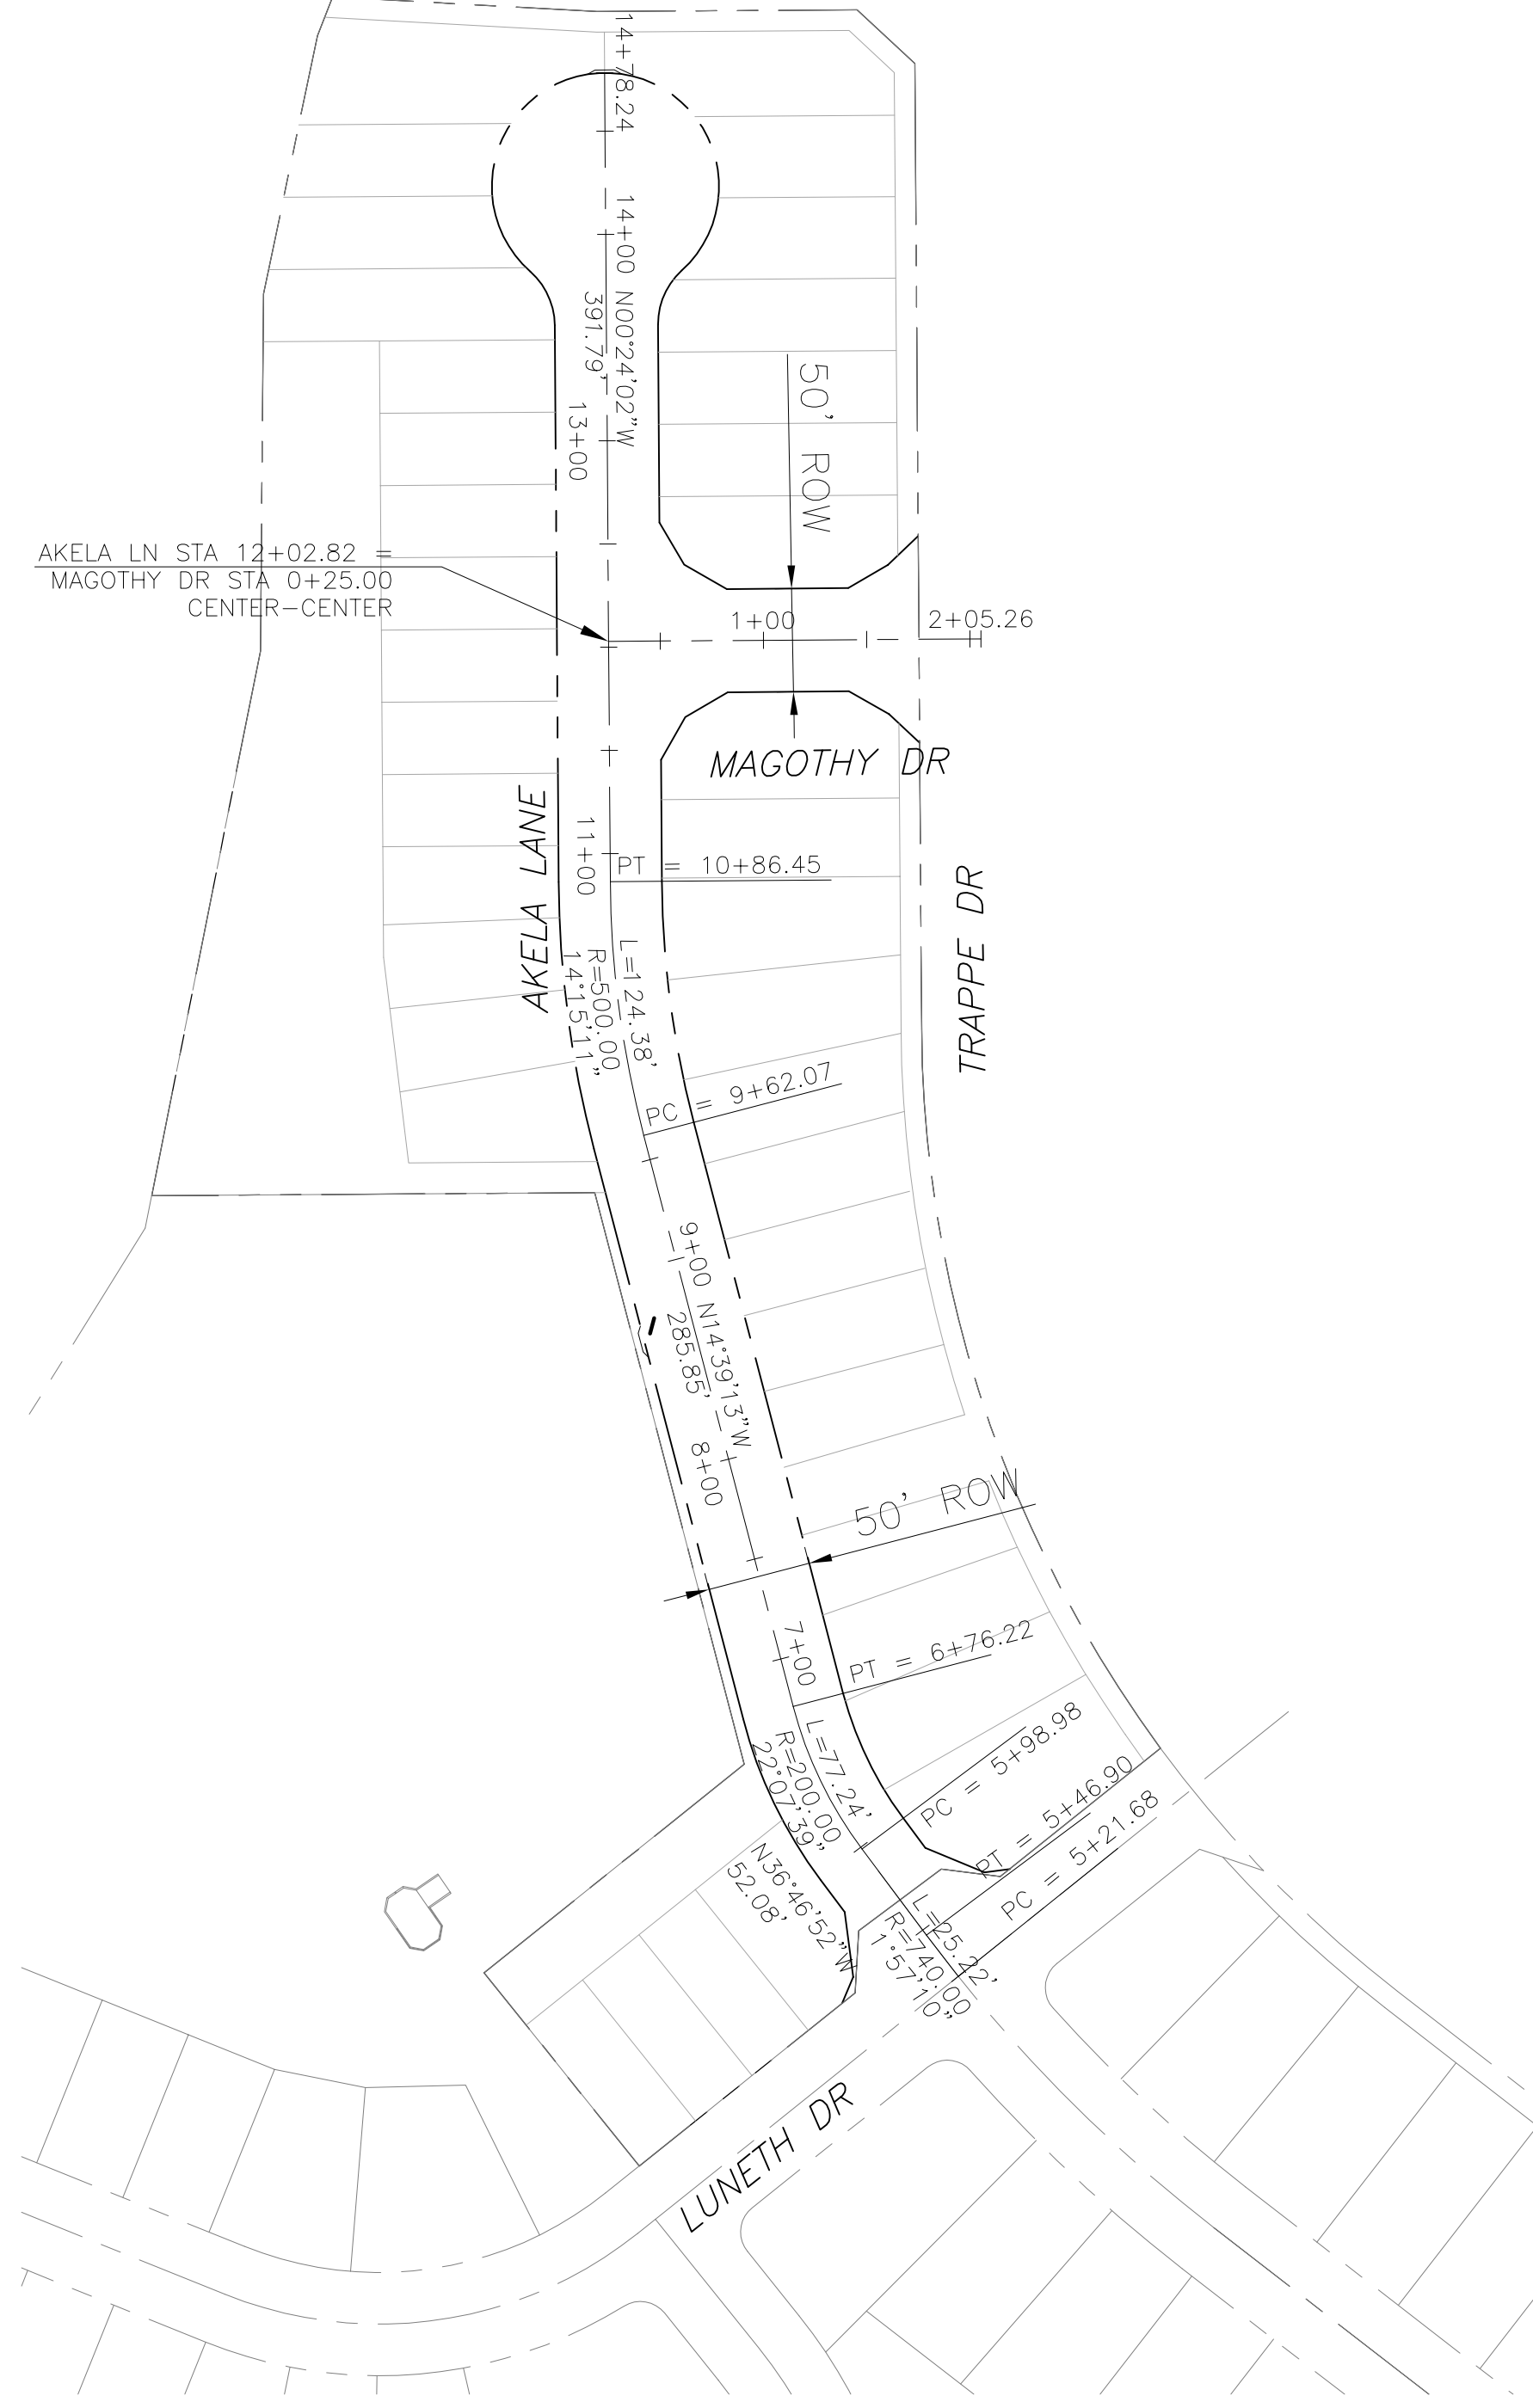 14+78.24
14+00 N00°24'02"W
391.79'
13+00
50' ROW
AKELA LN STA 12+02.82 =
MAGOTHY DR STA 0+25.00
CENTER-CENTER
1+00
2+05.26
MAGOTHY DR
AKELA LANE
11+00
PT = 10+86.45
TRAPPE DR
L=124.38'
R=500.00
14°15'11"
PC = 9+62.07
9+00 N14°39'13"W
285.85'
8+00
50' ROW
7+00
PT = 6+76.22
L=77.24'
R=200.00
22°07'39"
PC = 5+98.98
PT = 5+46.90
PC = 5+21.68
N36°46'52"W
52.08'
L=25.22'
R=740.00
1°57'10"
LUNETH DR